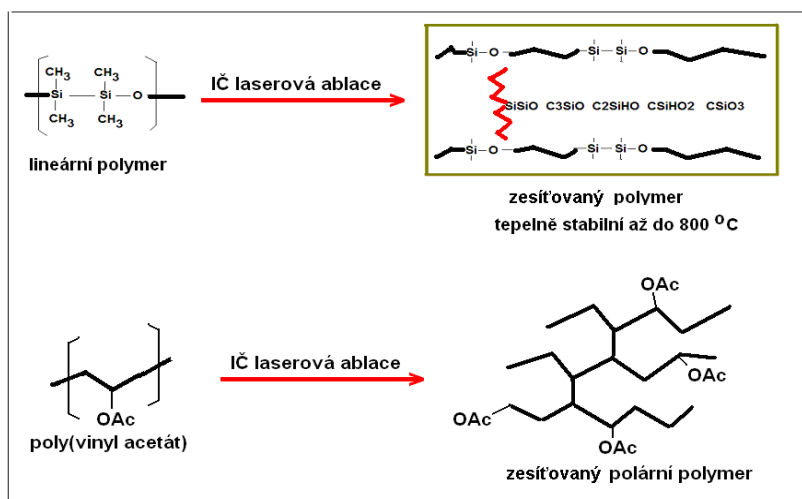 CH3 CH3
Si Si O
CH3 CH3
lineární polymer
IČ laserová ablace
Si O Si Si O
SiSiO C3SiO C2SiHO CSiHO2 CSiO3
Si O Si Si O
zesíťovaný polymer
tepelně stabilní až do 800 °C
OAc
poly(vinyl acetát)
IČ laserová ablace
OAc
OAc
OAc
OAc
zesíťovaný polární polymer